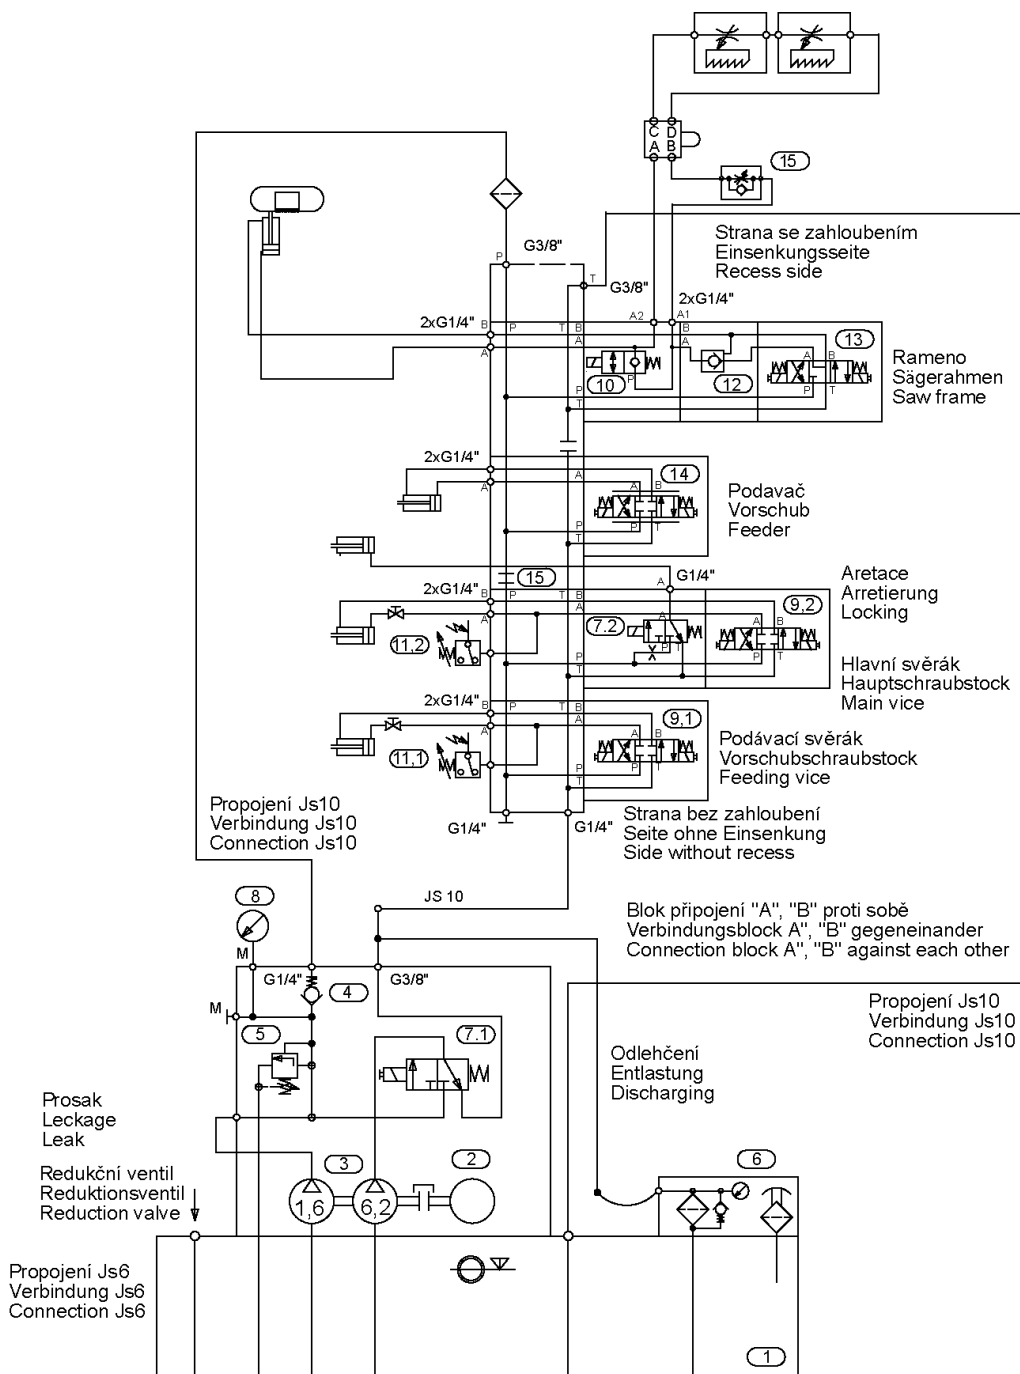 C D
A B
15
Strana se zahloubením
Einsenkungsseite
Recess side
G3/8"
P
T
G3/8"
2xG1/4"
A2
A1
2xG1/4"
B
P
T
B
B
13
A
A
A
A
B
Rameno
Sägerahmen
Saw frame
10
P
12
P
T
P
T
2xG1/4"
14
A
A
A
B
Podavač
Vorschub
Feeder
P
T
P
T
15
A
G1/4"
Aretace
Arretierung
Locking
2xG1/4"
B
P
T
B
9,2
A
A
7.2
A
A
B
11,2
P
T
P
T
P
T
Hlavní svěrák
Hauptschraubstock
Main vice
2xG1/4"
B
P
T
B
9,1
A
A
A
B
11,1
Podávací svěrák
Vorschubschraubstock
Feeding vice
P
T
P
T
Propojení Js10
Verbindung Js10
Connection Js10
G1/4"
G1/4"
Strana bez zahloubení
Seite ohne Einsenkung
Side without recess
8
JS 10
Blok připojení "A", "B" proti sobě
Verbindungsblock A", "B" gegeneinander
Connection block A", "B" against each other
M
G1/4"
G3/8"
4
M
5
7.1
Propojení Js10
Verbindung Js10
Connection Js10
Odlehčení
Entlastung
Discharging
Prosak
Leckage
Leak
3
2
6
Redukční ventil
Reduktionsventil
Reduction valve
1,6
6,2
Propojení Js6
Verbindung Js6
Connection Js6
1